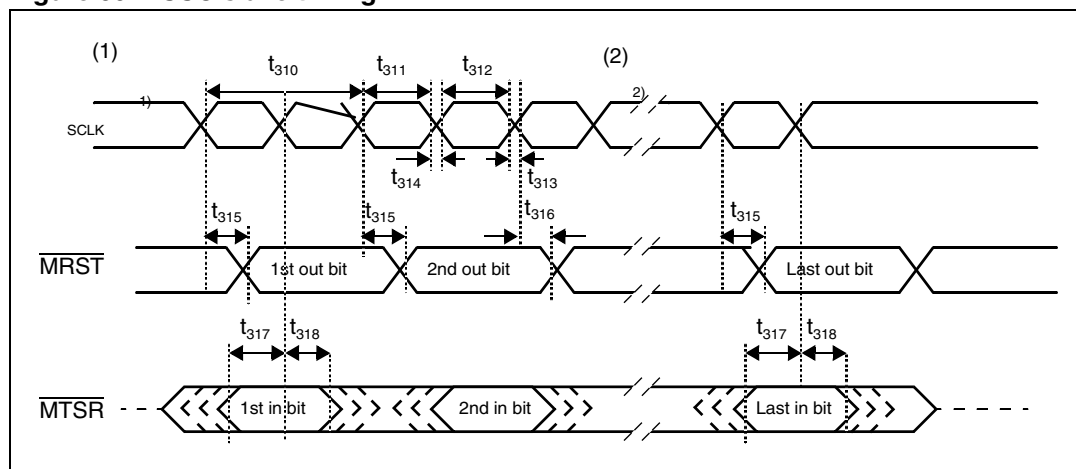 (1) (2)
t310 t311 t312
1) 2)
SCLK
t314 t313
t315 t315 t316 t315
MRST 1st out bit 2nd out bit Last out bit
t317 t318 t317 t318
MTSR 1st in bit 2nd in bit Last in bit